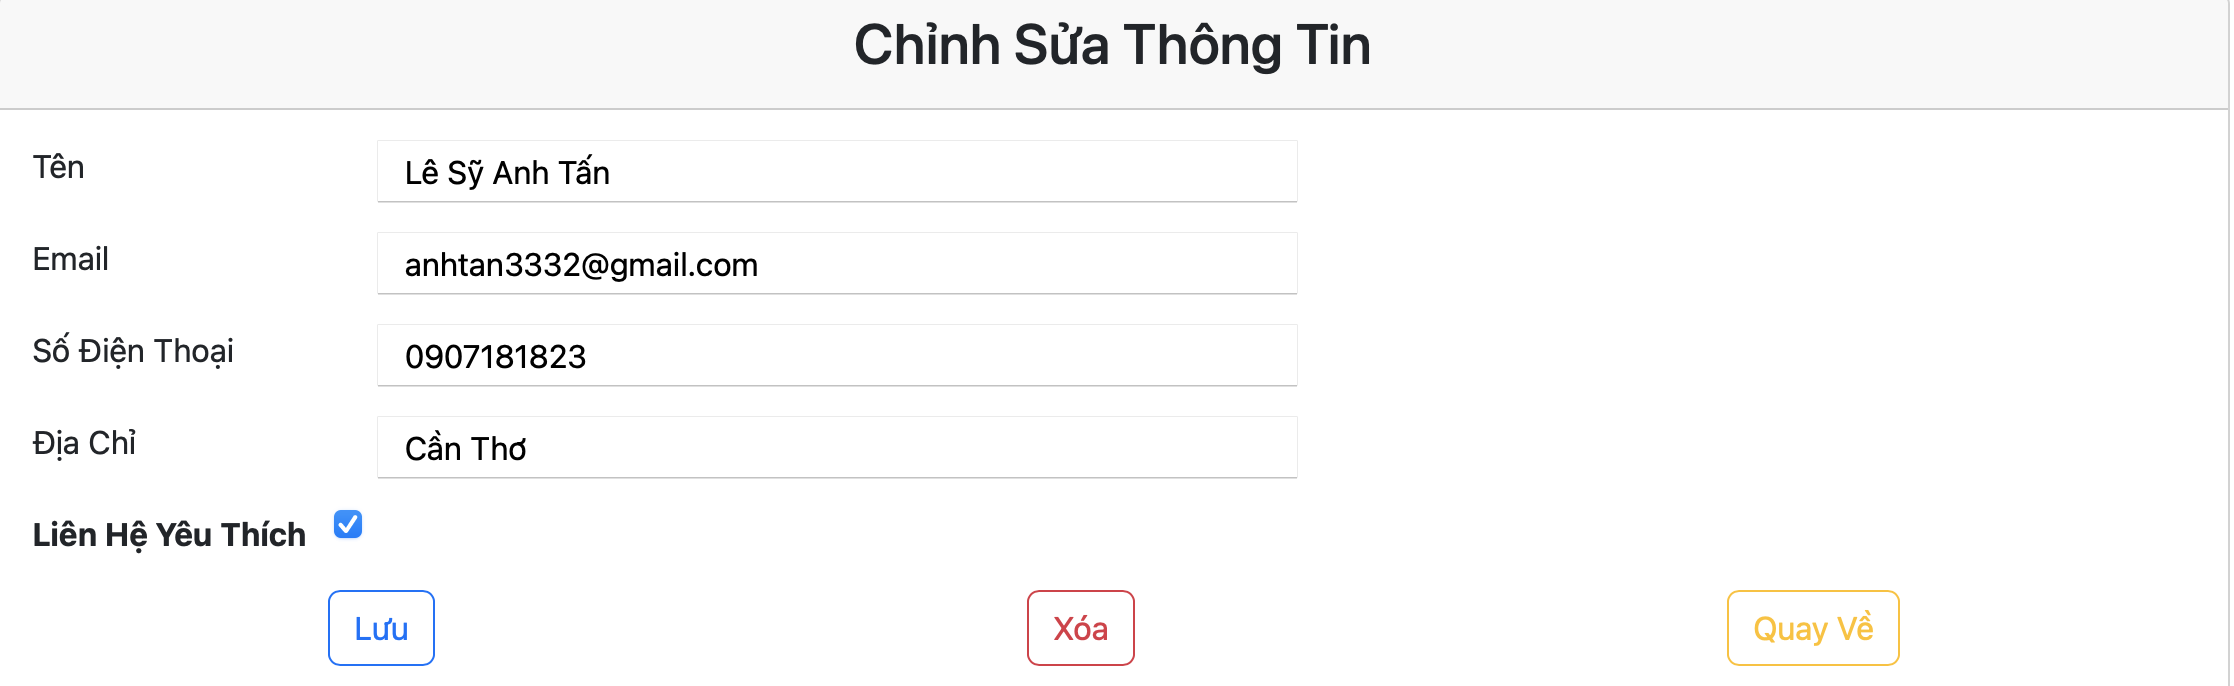 Chỉnh Sửa Thông Tin
Tên Lê Sỹ Anh Tấn
Email anhtan3332@gmail.com
Số Điện Thoại 0907181823
Địa Chỉ Cần Thơ
Liên Hệ Yêu Thích
Lưu Xóa Quay Về